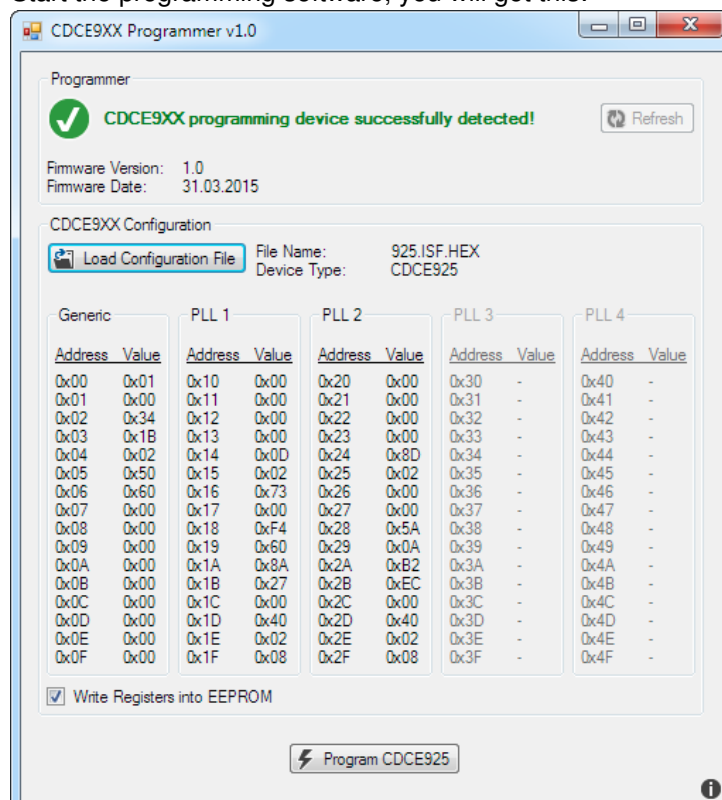 Start the programming software, you will get this:
CDCE9XX Programmer v1.0
Programmer
CDCE9XX programming device successfully detected!
Refresh
Firmware Version: 1.0
Firmware Date: 31.03.2015
CDCE9XX Configuration
Load Configuration File
File Name: 925.ISF.HEX
Device Type: CDCE925
Generic PLL 1 PLL 2 PLL 3 PLL 4
Address Value Address Value Address Value Address Value Address Value
0x00 0x01 0x10 0x00 0x20 0x00 0x30 - 0x40 -
0x01 0x00 0x11 0x00 0x21 0x00 0x31 - 0x41 -
0x02 0x34 0x12 0x00 0x22 0x00 0x32 - 0x42 -
0x03 0x1B 0x13 0x00 0x23 0x00 0x33 - 0x43 -
0x04 0x02 0x14 0x0D 0x24 0x8D 0x34 - 0x44 -
0x05 0x50 0x15 0x02 0x25 0x02 0x35 - 0x45 -
0x06 0x60 0x16 0x73 0x26 0x00 0x36 - 0x46 -
0x07 0x00 0x17 0x00 0x27 0x00 0x37 - 0x47 -
0x08 0x00 0x18 0xF4 0x28 0x5A 0x38 - 0x48 -
0x09 0x00 0x19 0x60 0x29 0x0A 0x39 - 0x49 -
0x0A 0x00 0x1A 0x8A 0x2A 0xB2 0x3A - 0x4A -
0x0B 0x00 0x1B 0x27 0x2B 0xEC 0x3B - 0x4B -
0x0C 0x00 0x1C 0x00 0x2C 0x00 0x3C - 0x4C -
0x0D 0x00 0x1D 0x40 0x2D 0x40 0x3D - 0x4D -
0x0E 0x00 0x1E 0x02 0x2E 0x02 0x3E - 0x4E -
0x0F 0x00 0x1F 0x08 0x2F 0x08 0x3F - 0x4F -
Write Registers into EEPROM
Program CDCE925